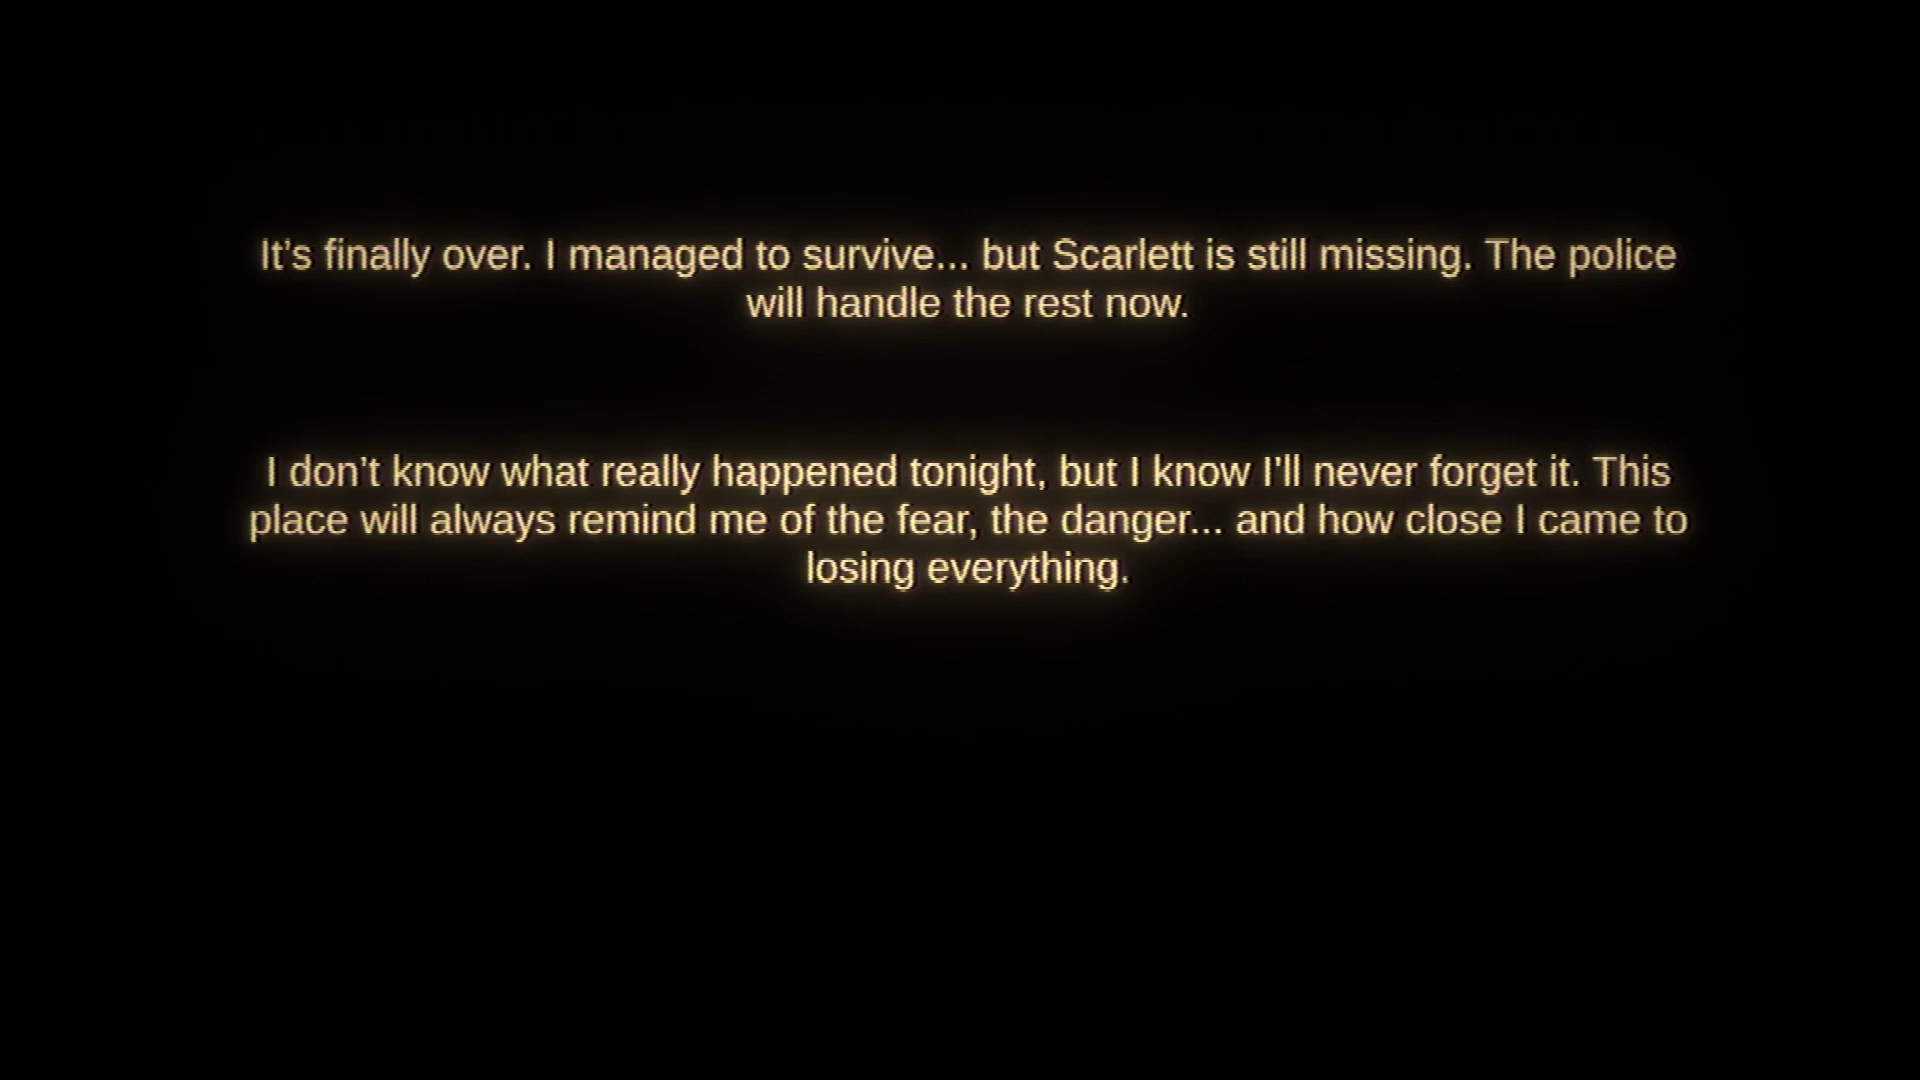 It’s finally over. I managed to survive... but Scarlett is still missing. The police
will handle the rest now.
I don’t know what really happened tonight, but I know I’ll never forget it. This
place will always remind me of the fear, the danger... and how close I came to
losing everything.